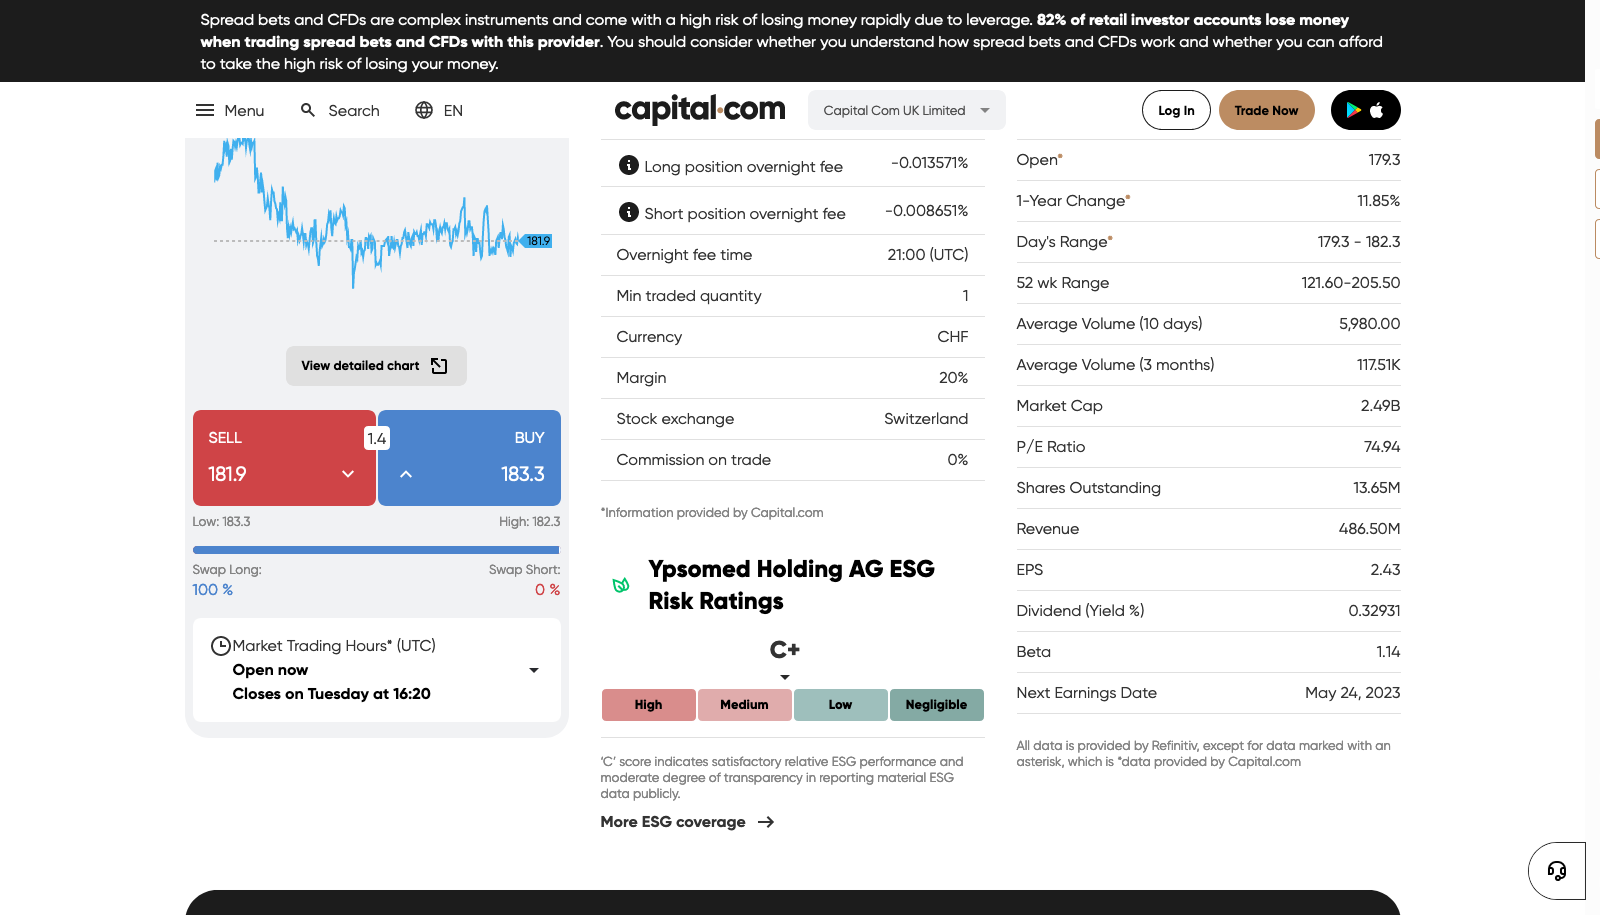 Spread bets and CFDs are complex instruments and come with a high risk of losing money rapidly due to leverage. 82% of retail investor accounts lose money
when trading spread bets and CFDs with this provider. You should consider whether you understand how spread bets and CFDs work and whether you can afford
to take the high risk of losing your money.
Menu
Search
EN
capital.com
Capital Com UK Limited
Log In
Trade Now
181.9
View detailed chart
SELL
181.9
1.4
BUY
183.3
Low: 183.3
High: 182.3
Swap Long:
100 %
Swap Short:
0 %
Market Trading Hours* (UTC)
Open now
Closes on Tuesday at 16:20
Long position overnight fee -0.013571%
Short position overnight fee -0.008651%
Overnight fee time 21:00 (UTC)
Min traded quantity 1
Currency CHF
Margin 20%
Stock exchange Switzerland
Commission on trade 0%
*Information provided by Capital.com
Ypsomed Holding AG ESG
Risk Ratings
C+
High Medium Low Negligible
'C' score indicates satisfactory relative ESG performance and
moderate degree of transparency in reporting material ESG
data publicly.
More ESG coverage
Open* 179.3
1-Year Change* 11.85%
Day's Range* 179.3 - 182.3
52 wk Range 121.60-205.50
Average Volume (10 days) 5,980.00
Average Volume (3 months) 117.51K
Market Cap 2.49B
P/E Ratio 74.94
Shares Outstanding 13.65M
Revenue 486.50M
EPS 2.43
Dividend (Yield %) 0.32931
Beta 1.14
Next Earnings Date May 24, 2023
All data is provided by Refinitiv, except for data marked with an
asterisk, which is *data provided by Capital.com